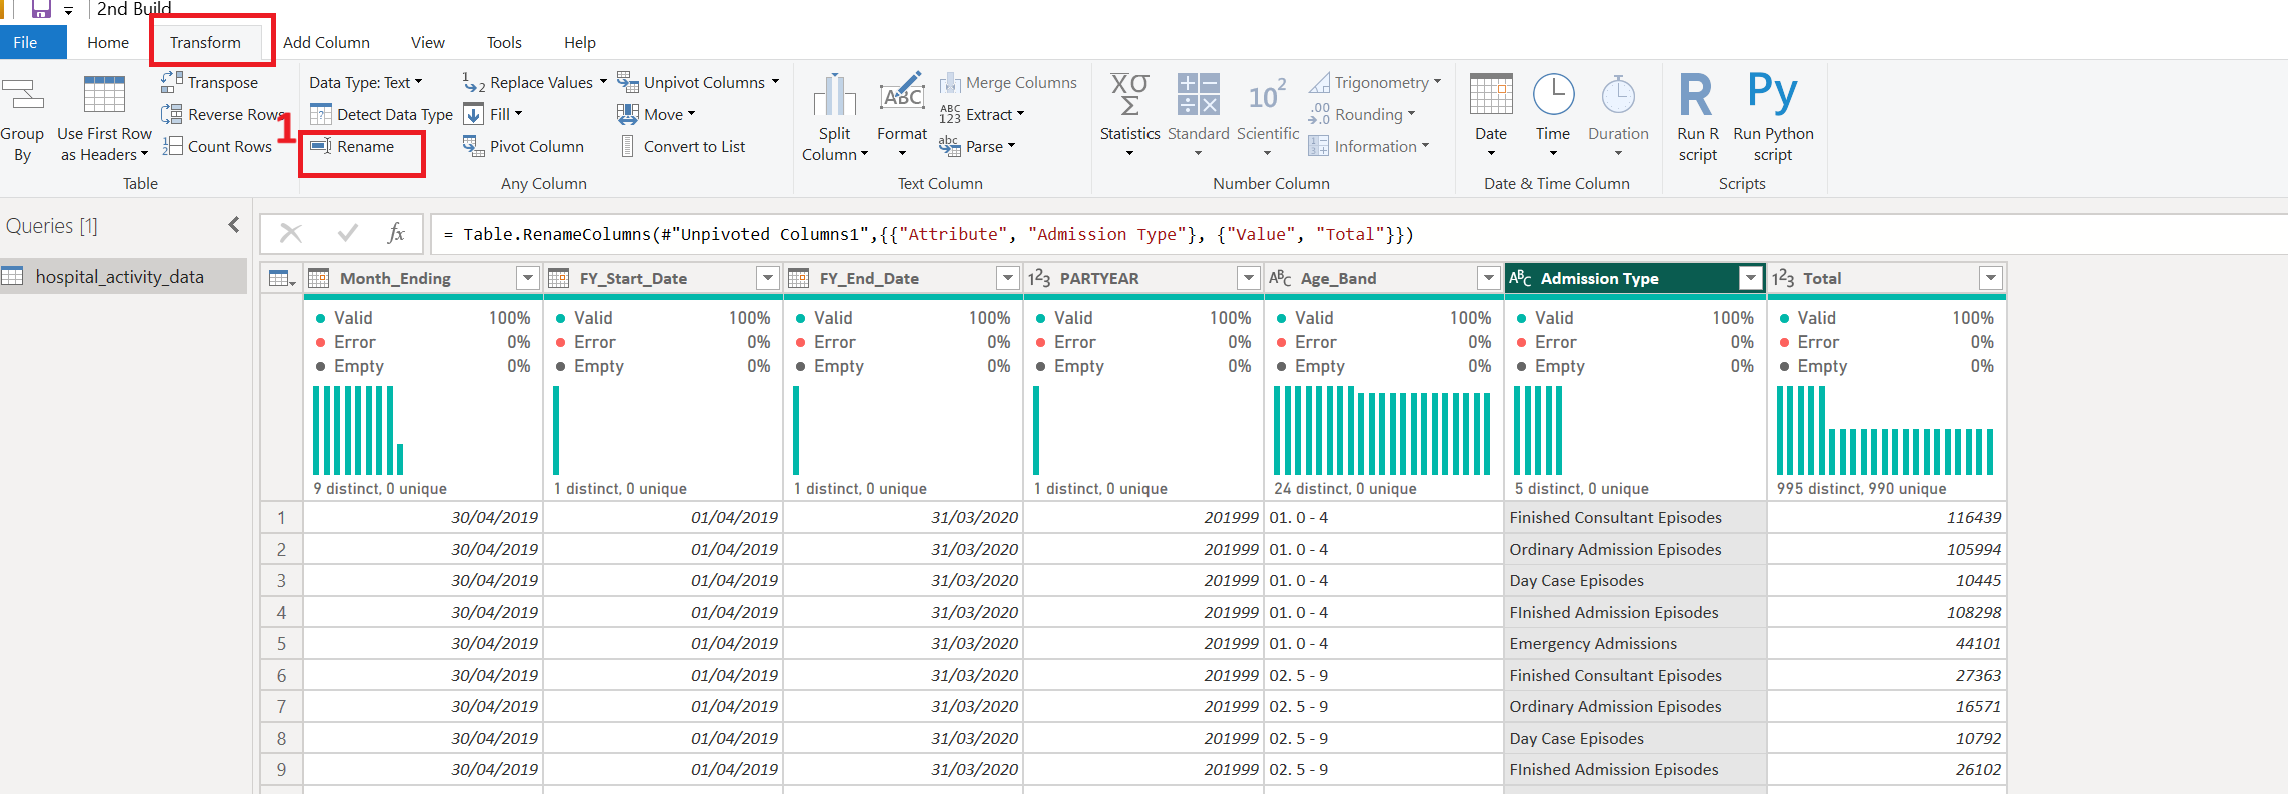 2nd Build
File Home Transform Add Column View Tools Help
Group By
Use First Row as Headers
Transpose
Reverse Rows
Count Rows
Table
1
Data Type: Text
Detect Data Type
Rename
Replace Values
Fill
Pivot Column
Unpivot Columns
Move
Convert to List
Any Column
Split Column
ABC
Format
Merge Columns
ABC 123 Extract
abc Parse
Text Column
XσΣ
Statistics
Standard
10²
Scientific
Trigonometry
.00 .0 Rounding
Information
Number Column
Date
Time
Duration
Date & Time Column
R
Run R script
Py
Run Python script
Scripts
Queries [1]
hospital_activity_data
fx
= Table.RenameColumns(#"Unpivoted Columns1",{{"Attribute", "Admission Type"}, {"Value", "Total"}})
Month_Ending FY_Start_Date FY_End_Date 123 PARTYEAR ABC Age_Band ABC Admission Type 123 Total
Valid 100% Valid 100% Valid 100% Valid 100% Valid 100% Valid 100% Valid 100%
Error 0% Error 0% Error 0% Error 0% Error 0% Error 0% Error 0%
Empty 0% Empty 0% Empty 0% Empty 0% Empty 0% Empty 0% Empty 0%
9 distinct, 0 unique 1 distinct, 0 unique 1 distinct, 0 unique 1 distinct, 0 unique 24 distinct, 0 unique 5 distinct, 0 unique 995 distinct, 990 unique
1 30/04/2019 01/04/2019 31/03/2020 201999 01. 0 - 4 Finished Consultant Episodes 116439
2 30/04/2019 01/04/2019 31/03/2020 201999 01. 0 - 4 Ordinary Admission Episodes 105994
3 30/04/2019 01/04/2019 31/03/2020 201999 01. 0 - 4 Day Case Episodes 10445
4 30/04/2019 01/04/2019 31/03/2020 201999 01. 0 - 4 FInished Admission Episodes 108298
5 30/04/2019 01/04/2019 31/03/2020 201999 01. 0 - 4 Emergency Admissions 44101
6 30/04/2019 01/04/2019 31/03/2020 201999 02. 5 - 9 Finished Consultant Episodes 27363
7 30/04/2019 01/04/2019 31/03/2020 201999 02. 5 - 9 Ordinary Admission Episodes 16571
8 30/04/2019 01/04/2019 31/03/2020 201999 02. 5 - 9 Day Case Episodes 10792
9 30/04/2019 01/04/2019 31/03/2020 201999 02. 5 - 9 FInished Admission Episodes 26102